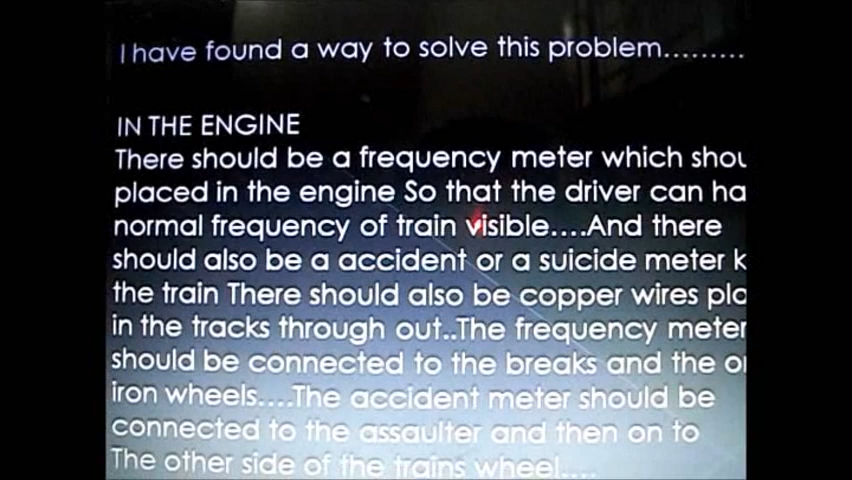 I have found a way to solve this problem.........
IN THE ENGINE
There should be a frequency meter which
placed in the engine So that the driver can
normal frequency of train visible....And there
should also be a accident or a suicide meter
the train There should also be copper wires
in the tracks through out..The frequency meter
should be connected to the breaks and the
iron wheels....The accident meter should be
connected to the assaulter and then on to
The other side of the trains wheel....